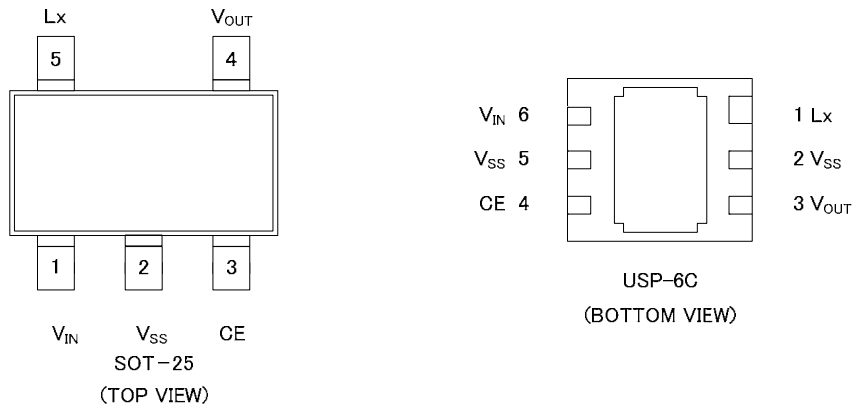 Lx VOUT
5 4
1 2 3
VIN VSS CE
SOT-25
(TOP VIEW)
VIN 6 1 Lx
VSS 5 2 VSS
CE 4 3 VOUT
USP-6C
(BOTTOM VIEW)